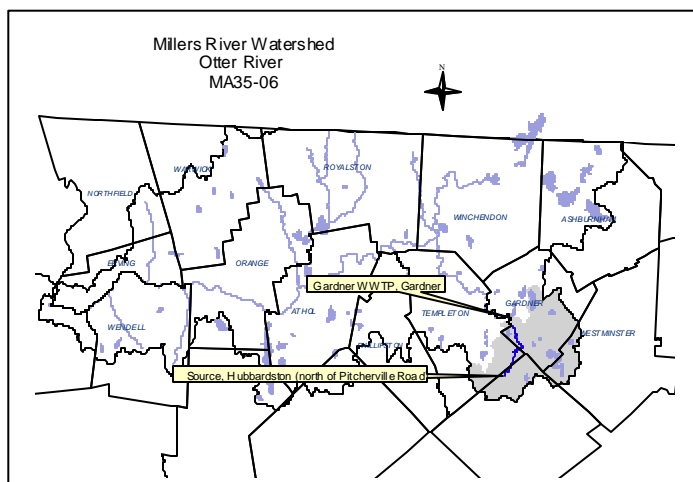 Millers River Watershed
Otter River
MA35-06
N
ROYALSTON
WARWICK
NORTHFIELD
WINCHENDON
ASHBURNHAM
ERVING
ORANGE
Gardner WWTP, Gardner
GARDNER
ATHOL
TEMPLETON
WENDELL
WESTMINSTER
PHILLIPSTON
Source, Hubbardston (north of Pitcherville Road